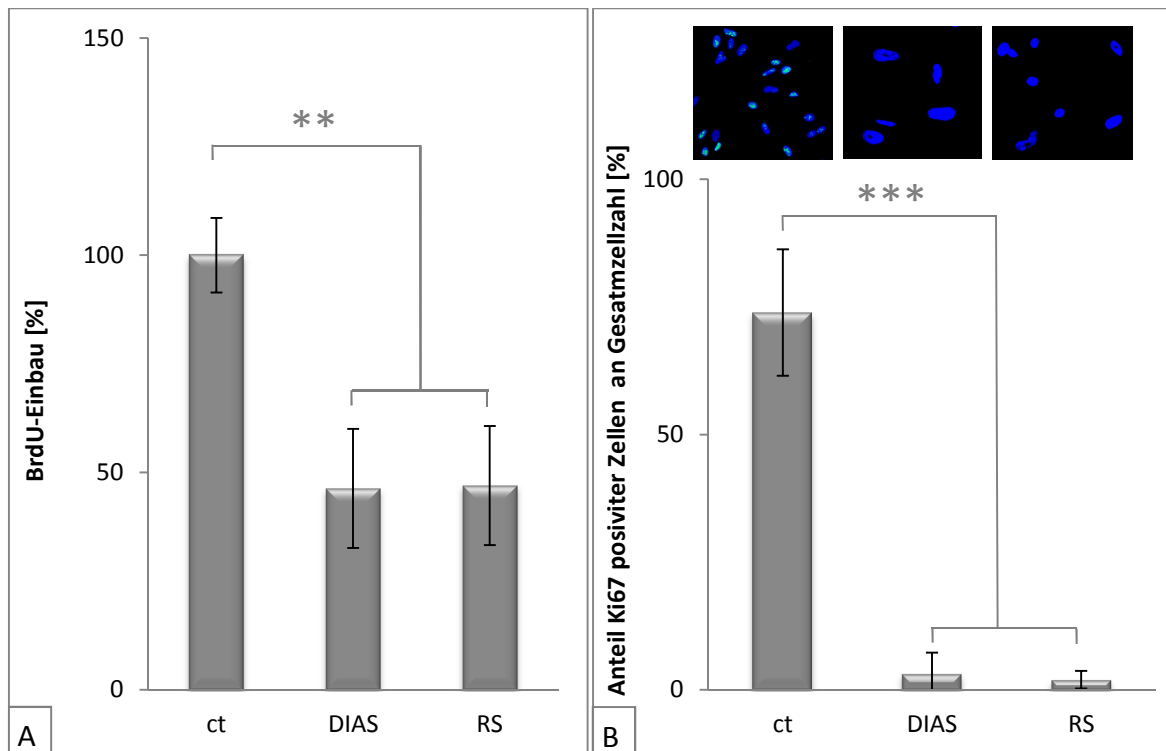 150
100
50
0
BrdU-Einbau [%]
**
ct
DIAS
RS
A
100
50
0
Anteil Ki67 posiviter Zellen an Gesatmzellzahl [%]
***
ct
DIAS
RS
B